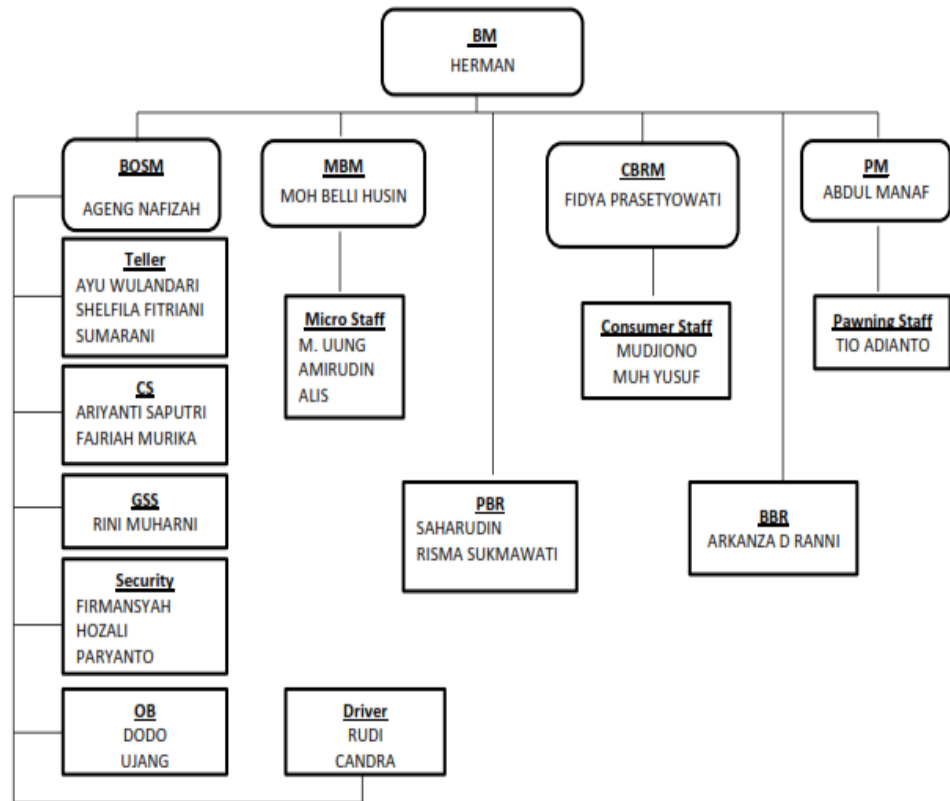 BM
HERMAN
BOSM
AGENG NAFIZAH
MBM
MOH BELLI HUSIN
CBRM
FIDYA PRASETYOWATI
PM
ABDUL MANAF
Teller
AYU WULANDARI
SHELFILA FITRIANI
SUMARANI
Micro Staff
M. UUNG
AMIRUDIN
ALIS
Consumer Staff
MUDJIONO
MUH YUSUF
Pawning Staff
TIO ADIANTO
CS
ARIYANTI SAPUTRI
FAJRIAH MURIKA
GSS
RINI MUHARNI
PBR
SAHARUDIN
RISMA SUKMAWATI
BBR
ARKANZA D RANNI
Security
FIRMANSYAH
HOZALI
PARYANTO
OB
DODO
UJANG
Driver
RUDI
CANDRA